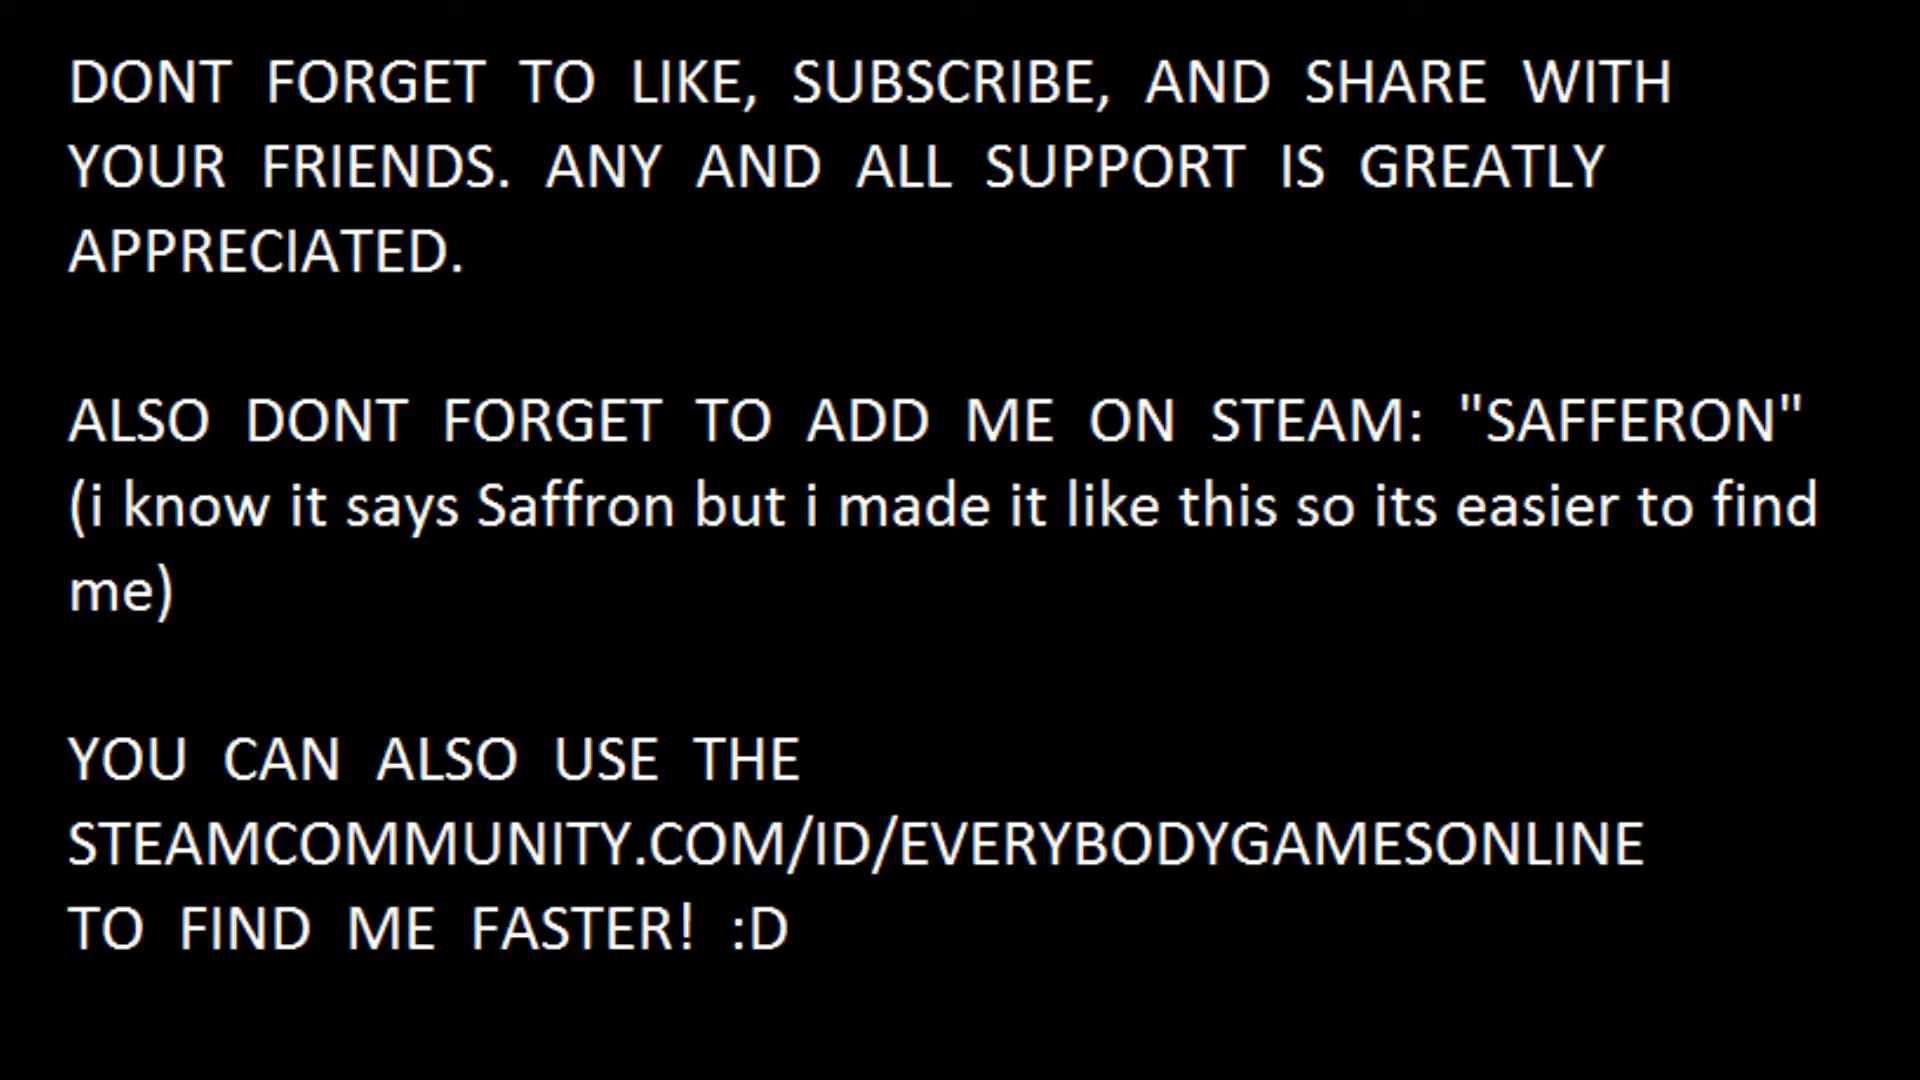 DONT FORGET TO LIKE, SUBSCRIBE, AND SHARE WITH
YOUR FRIENDS. ANY AND ALL SUPPORT IS GREATLY
APPRECIATED.
ALSO DONT FORGET TO ADD ME ON STEAM: "SAFFERON"
(i know it says Saffron but i made it like this so its easier to find
me)
YOU CAN ALSO USE THE
STEAMCOMMUNITY.COM/ID/EVERYBODYGAMESONLINE
TO FIND ME FASTER! :D